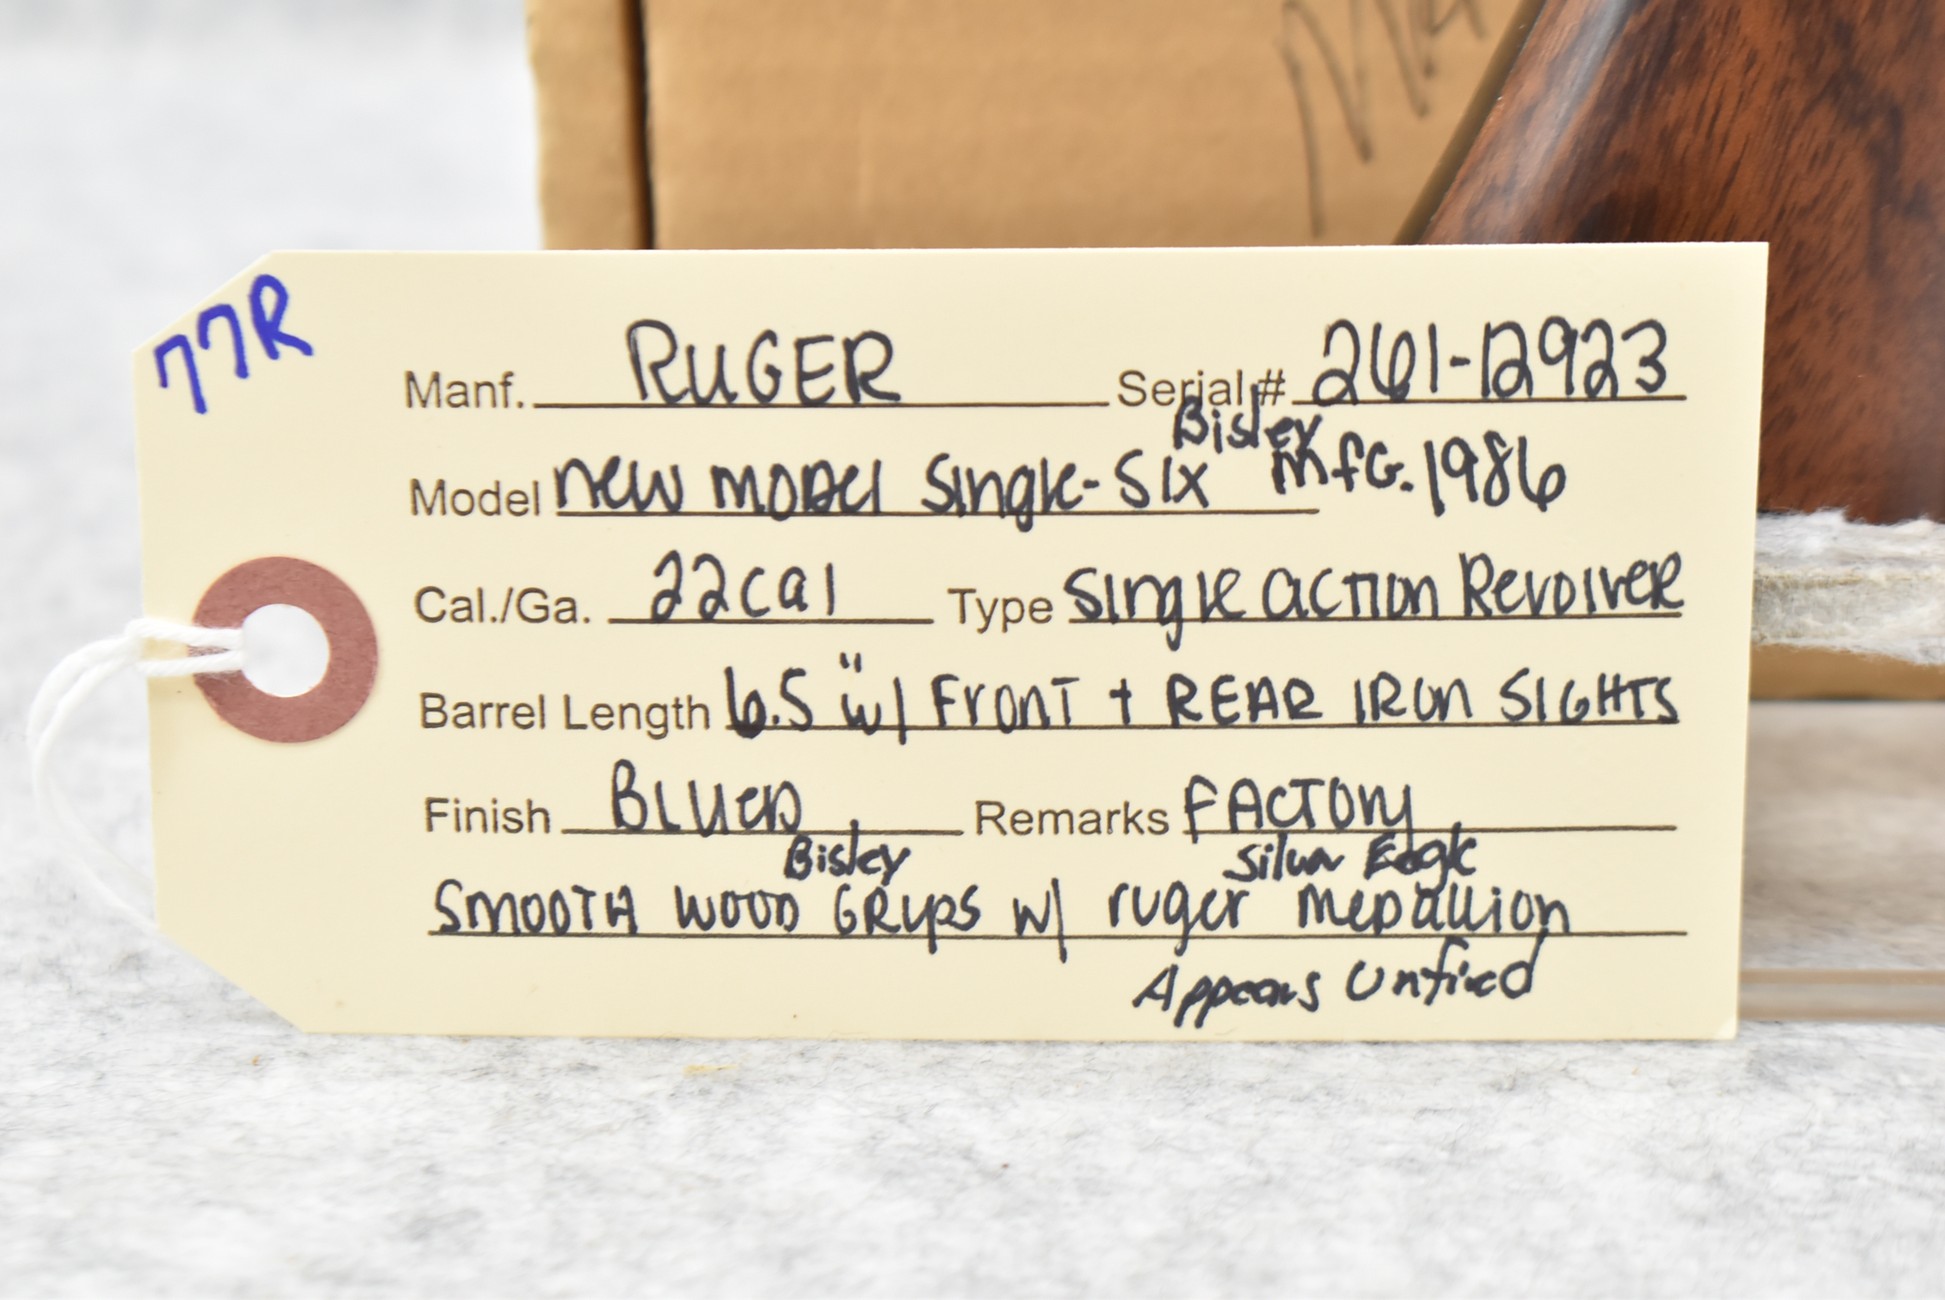 77R
Manf. RUGER Serial # 261-12923
Model New Model Single-Six Bisley Mfg. 1986
Cal./Ga. 22cal Type Single Action Revolver
Barrel Length 6.5" w/ Front + REAR IRON SIGHTS
Finish Blued Remarks Factory
Smooth Wood Bisley Grips w/ ruger Silver Edge Medallion
Appears Unfired